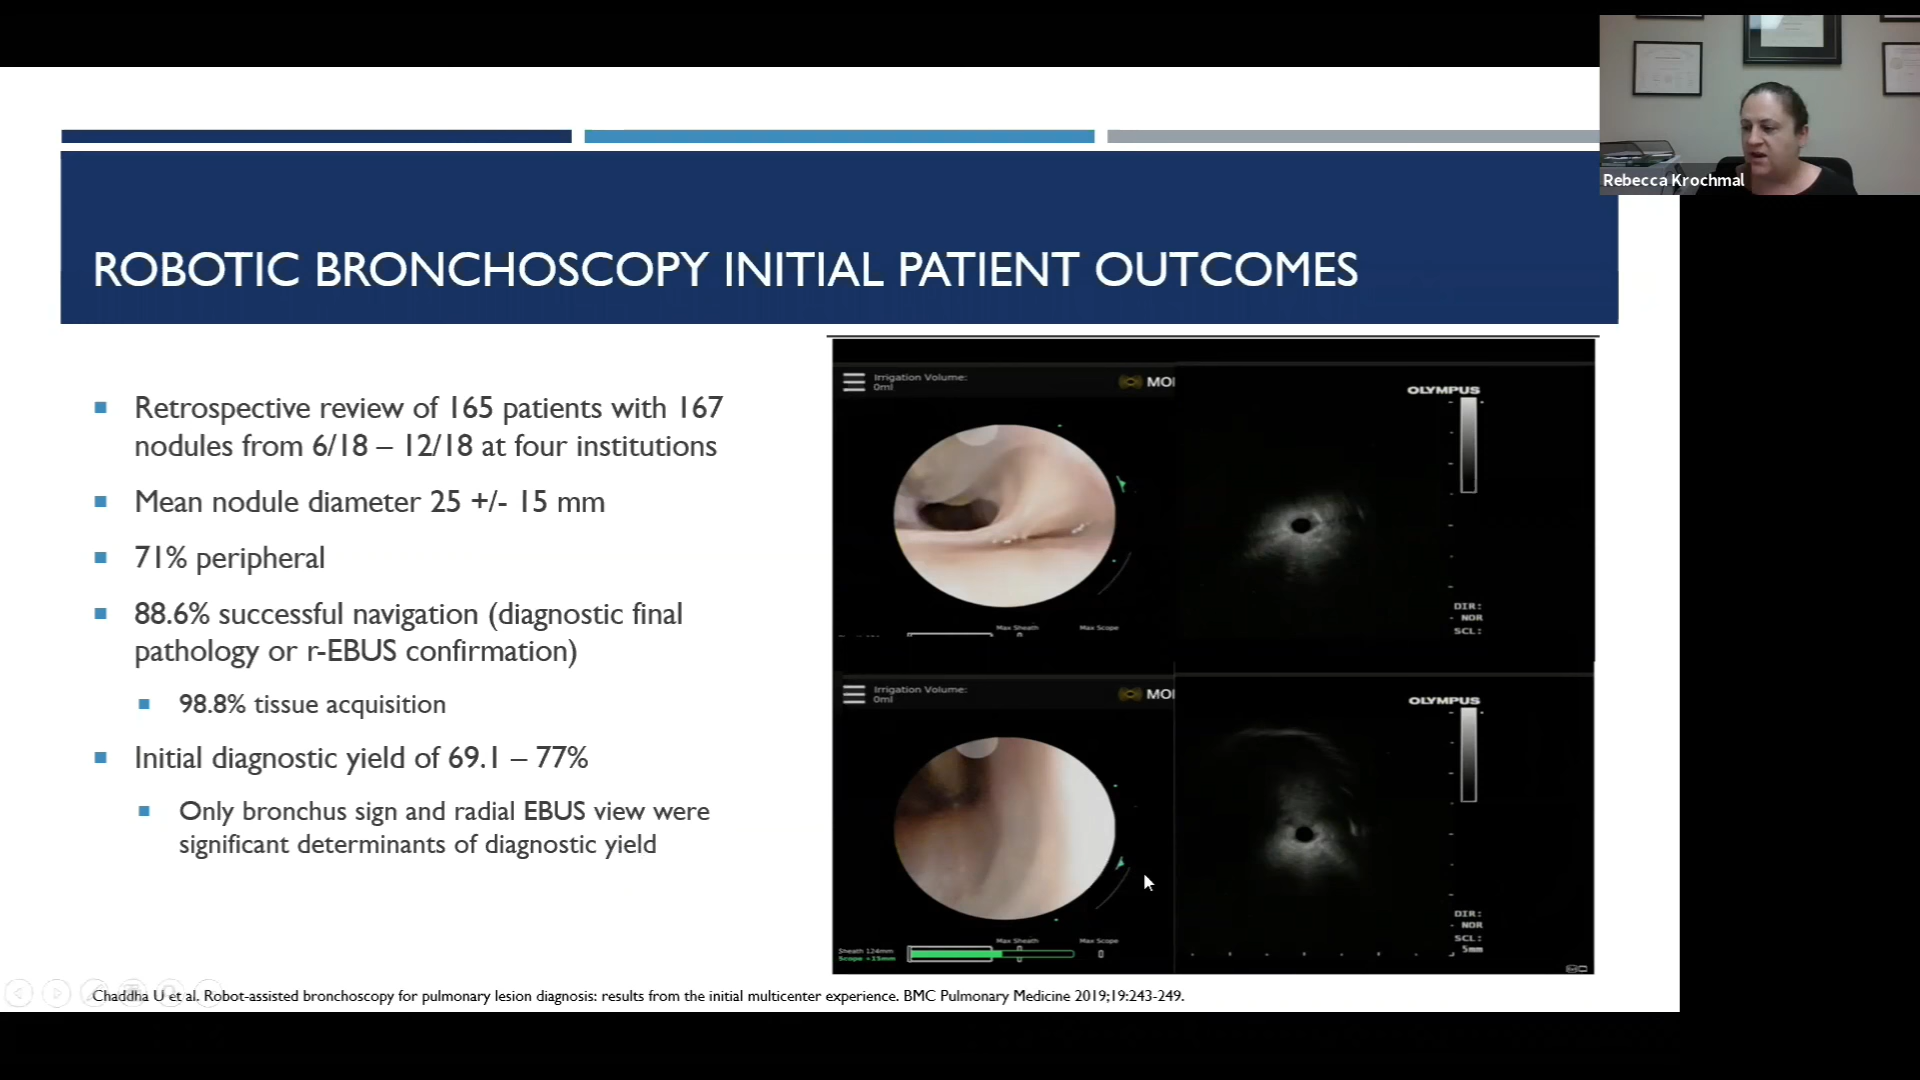 Rebecca Krochmal
ROBOTIC BRONCHOSCOPY INITIAL PATIENT OUTCOMES
Retrospective review of 165 patients with 167
nodules from 6/18 – 12/18 at four institutions
Mean nodule diameter 25 +/- 15 mm
71% peripheral
88.6% successful navigation (diagnostic final
pathology or r-EBUS confirmation)
98.8% tissue acquisition
Initial diagnostic yield of 69.1 – 77%
Only bronchus sign and radial EBUS view were
significant determinants of diagnostic yield
Irrigation Volume:
0ml
MO
OLYMPUS
Max Sheath
Max Scope
DIR:
- NOR
SCL:
Irrigation Volume:
0ml
MO
OLYMPUS
Max Sheath
Max Scope
Sheath 124mm
Scope +15mm
DIR:
- NOR
SCL:
5mm
Chaddha U et al. Robot-assisted bronchoscopy for pulmonary lesion diagnosis: results from the initial multicenter experience. BMC Pulmonary Medicine 2019;19:243-249.